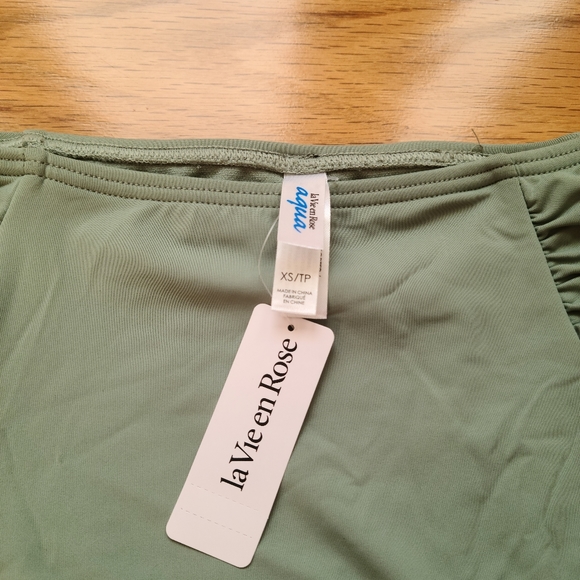 la Vie en Rose
aqua
XS/TP
MADE IN CHINA
FABRIQUÉ
EN CHINE
la Vie en Rose